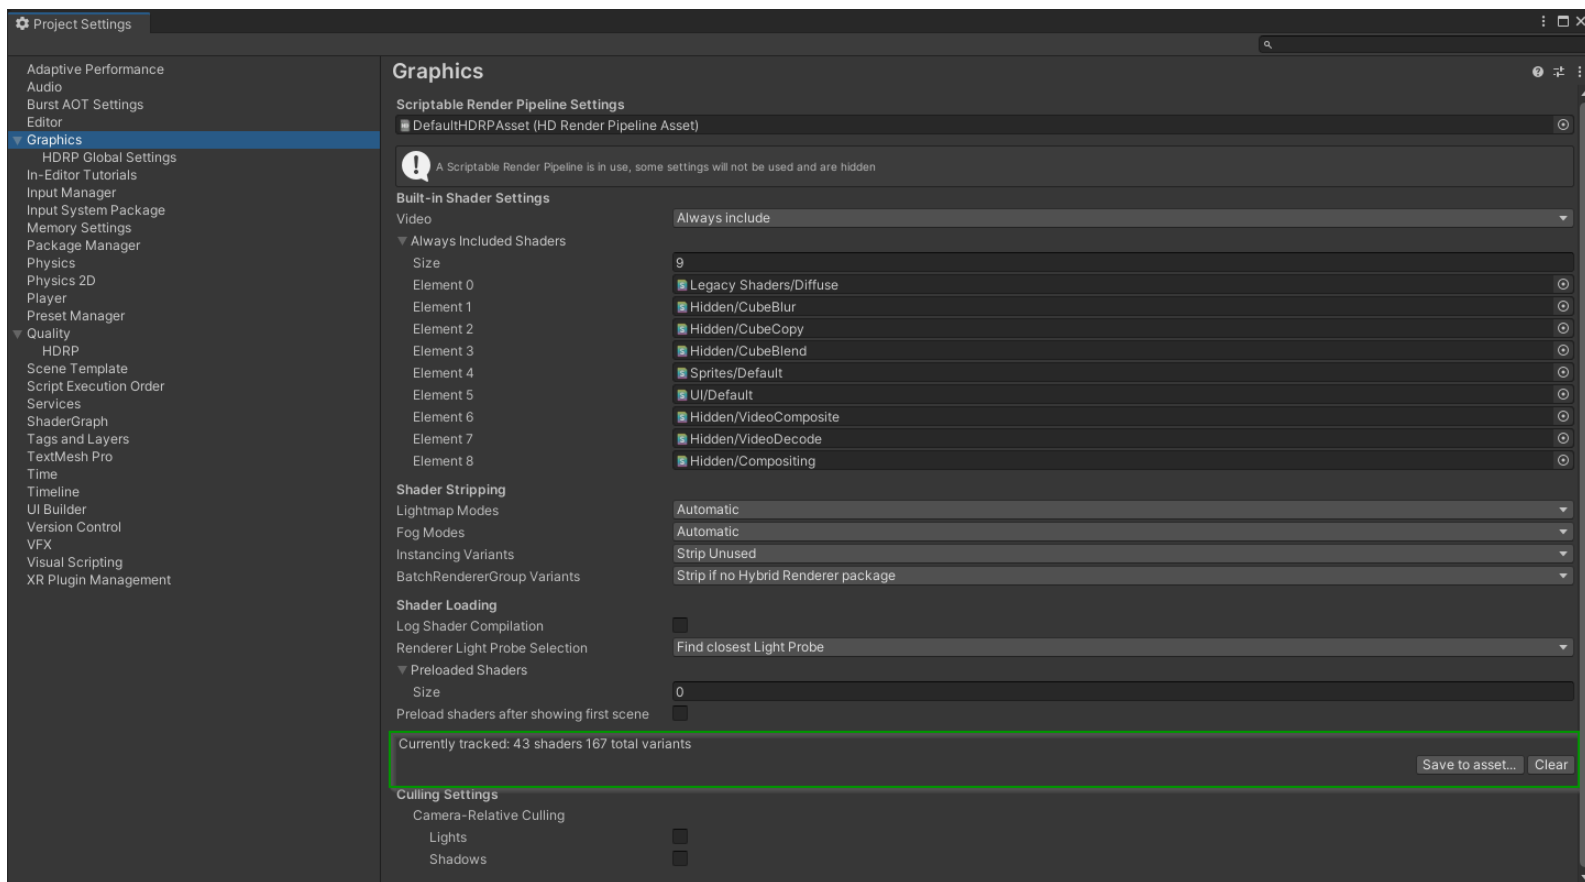 Project Settings
Adaptive Performance
Audio
Burst AOT Settings
Editor
Graphics
HDRP Global Settings
In-Editor Tutorials
Input Manager
Input System Package
Memory Settings
Package Manager
Physics
Physics 2D
Player
Preset Manager
Quality
HDRP
Scene Template
Script Execution Order
Services
ShaderGraph
Tags and Layers
TextMesh Pro
Time
Timeline
UI Builder
Version Control
VFX
Visual Scripting
XR Plugin Management
Graphics
Scriptable Render Pipeline Settings
DefaultHDRPAsset (HD Render Pipeline Asset)
A Scriptable Render Pipeline is in use, some settings will not be used and are hidden
Built-in Shader Settings
Video Always include
Always Included Shaders
Size 9
Element 0 Legacy Shaders/Diffuse
Element 1 Hidden/CubeBlur
Element 2 Hidden/CubeCopy
Element 3 Hidden/CubeBlend
Element 4 Sprites/Default
Element 5 UI/Default
Element 6 Hidden/VideoComposite
Element 7 Hidden/VideoDecode
Element 8 Hidden/Compositing
Shader Stripping
Lightmap Modes Automatic
Fog Modes Automatic
Instancing Variants Strip Unused
BatchRendererGroup Variants Strip if no Hybrid Renderer package
Shader Loading
Log Shader Compilation
Renderer Light Probe Selection Find closest Light Probe
Preloaded Shaders
Size 0
Preload shaders after showing first scene
Currently tracked: 43 shaders 167 total variants
Save to asset... Clear
Culling Settings
Camera-Relative Culling
Lights
Shadows